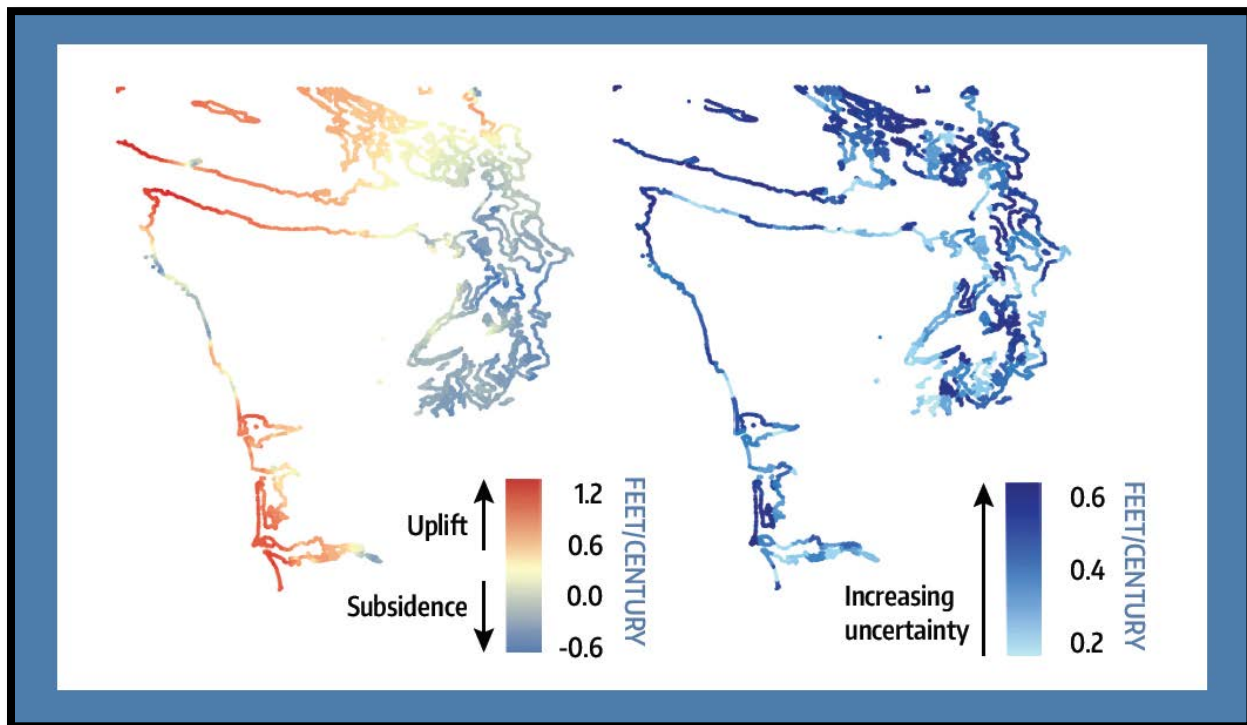 Uplift
Subsidence
1.2
0.6
0.0
-0.6
FEET/CENTURY
Increasing
uncertainty
0.6
0.4
0.2
FEET/CENTURY